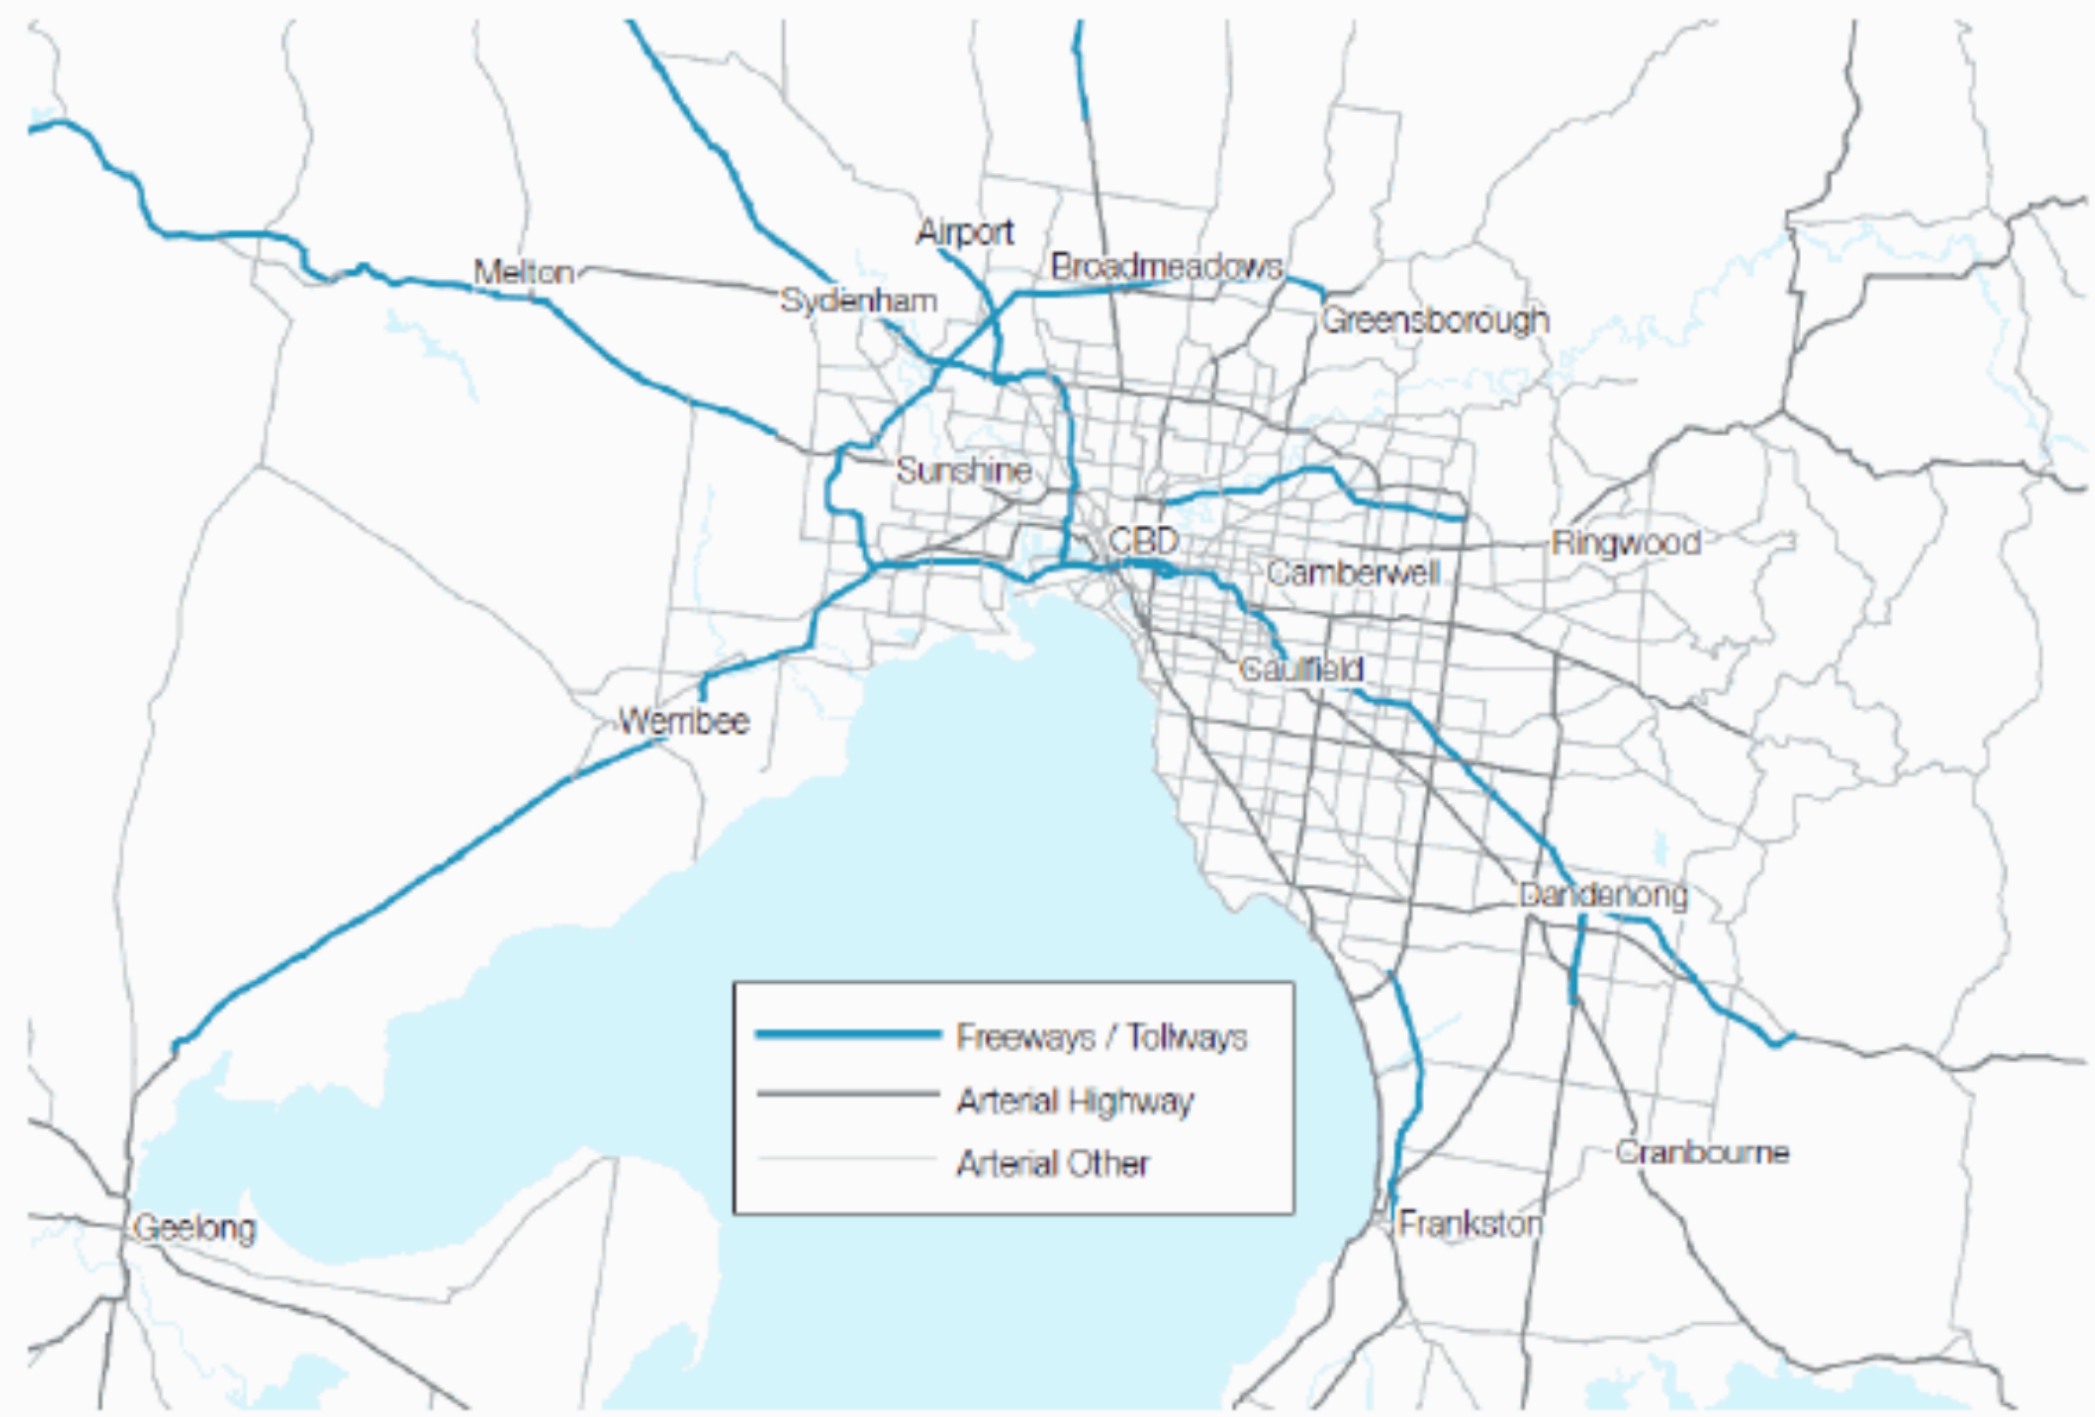 Airport
Broadmeadows
Melton
Sydenham
Greensborough
Sunshine
CBD
Ringwood
Camberwell
Caulfield
Werribee
Dandenong
Freeways / Tollways
Arterial Highway
Arterial Other
Cranbourne
Geelong
Frankston